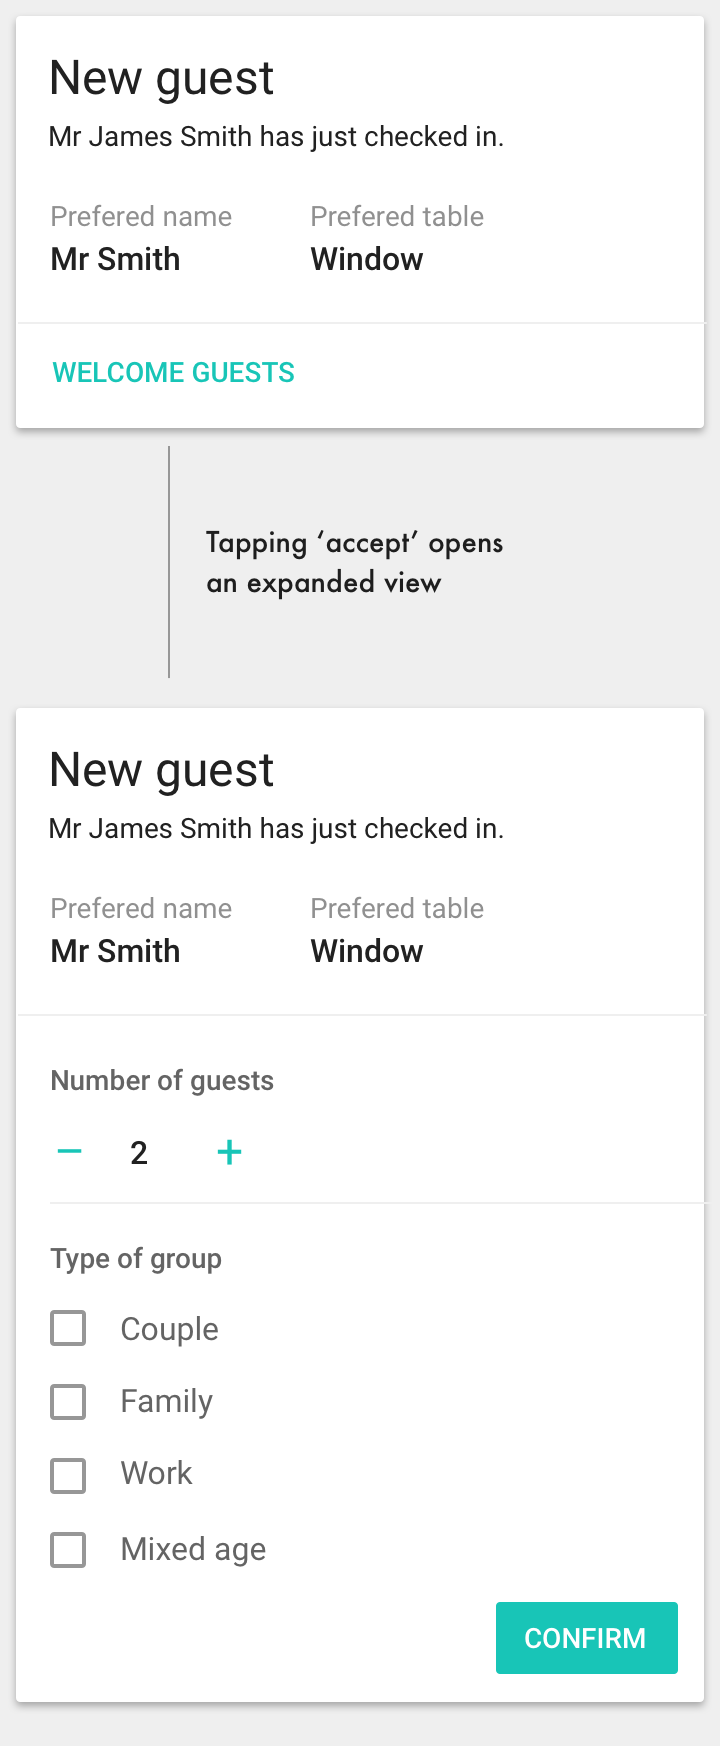 New guest
Mr James Smith has just checked in.
Prefered name Prefered table
Mr Smith Window
WELCOME GUESTS
Tapping ‘accept’ opens
an expanded view
New guest
Mr James Smith has just checked in.
Prefered name Prefered table
Mr Smith Window
Number of guests
− 2 +
Type of group
Couple
Family
Work
Mixed age
CONFIRM